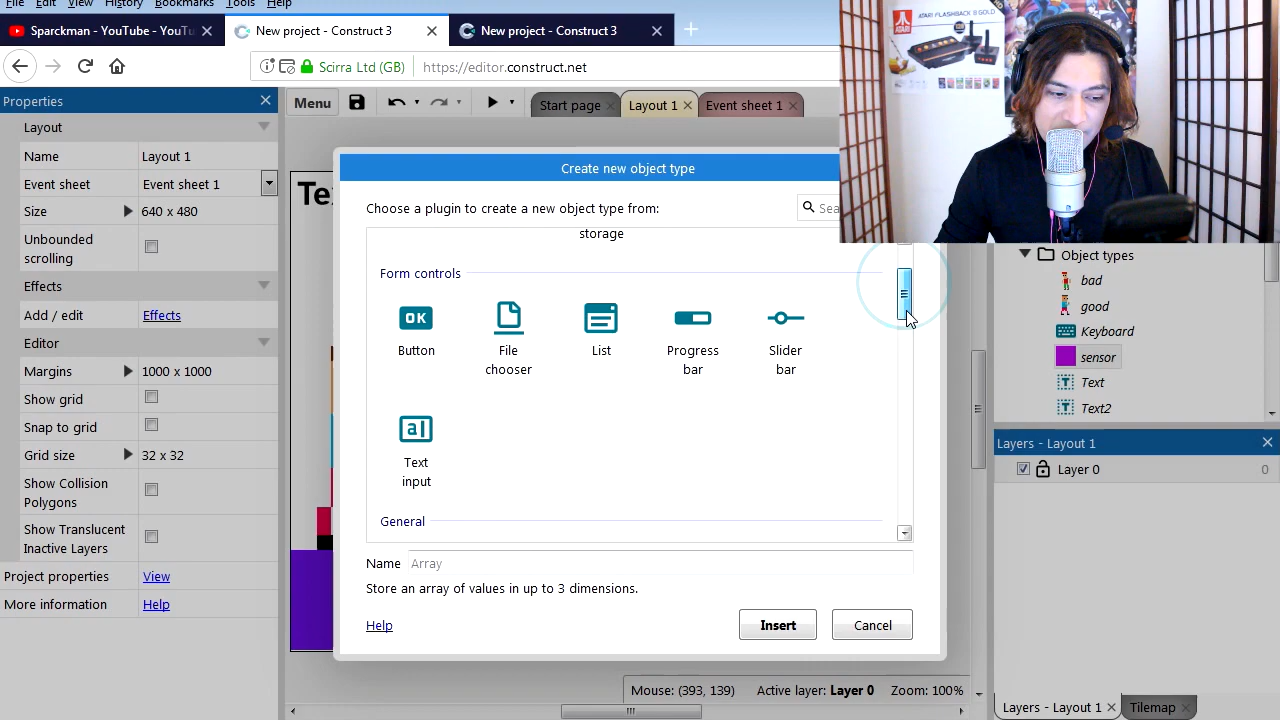 File Edit View History Bookmarks Tools Help
Sparckman - YouTube - YouTu
New project - Construct 3
New project - Construct 3
Scirra Ltd (GB)
https://editor.construct.net
Properties
Menu
Start page
Layout 1
Event sheet 1
Layout
Name
Layout 1
Event sheet
Event sheet 1
Size
640 x 480
Unbounded
scrolling
Effects
Add / edit
Effects
Editor
Margins
1000 x 1000
Show grid
Snap to grid
Grid size
32 x 32
Show Collision
Polygons
Show Translucent
Inactive Layers
Project properties
View
More information
Help
Create new object type
Choose a plugin to create a new object type from:
storage
Form controls
OK
Button
File
chooser
List
Progress
bar
Slider
bar
a
Text
input
General
Name
Array
Store an array of values in up to 3 dimensions.
Help
Insert
Cancel
Mouse: (393, 139)
Active layer: Layer 0
Zoom: 100%
ATARI FLASHBACK 8 GOLD
ATARI
Object types
bad
good
Keyboard
sensor
Text
Text2
Layers - Layout 1
Layer 0
0
Layers - Layout 1
Tilemap